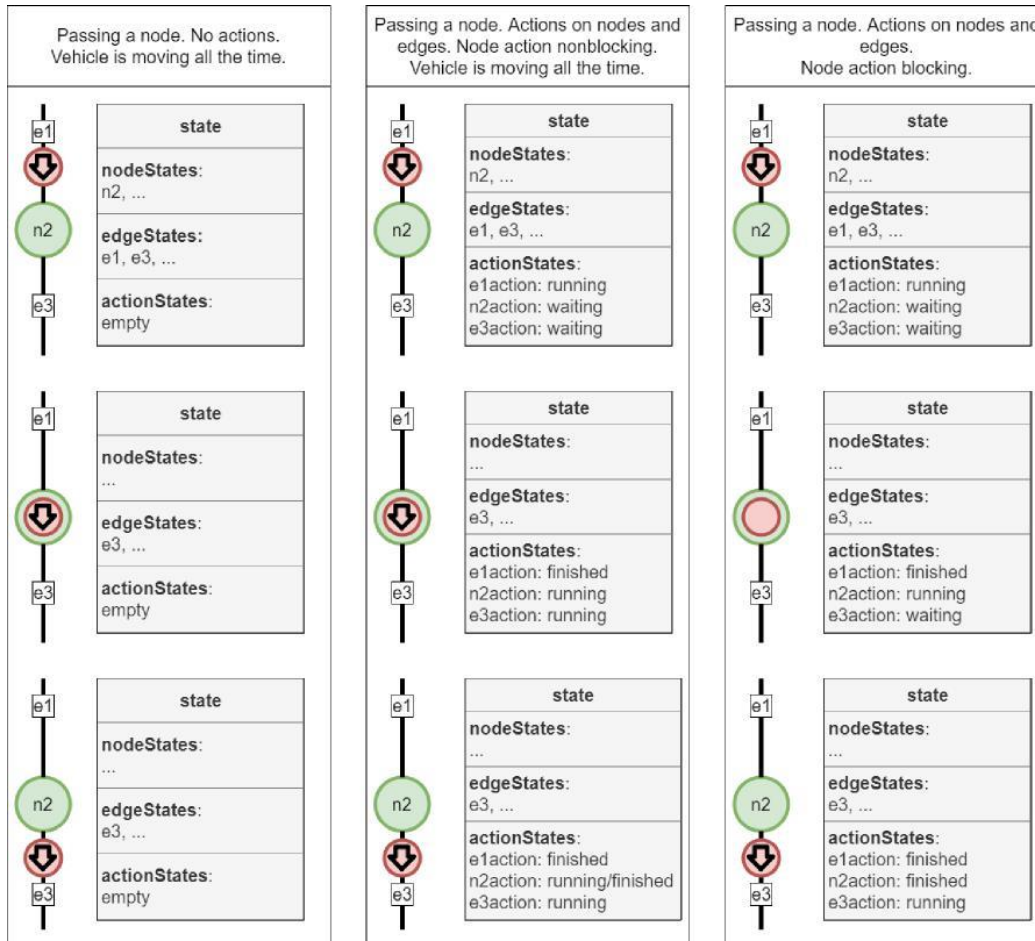 Passing a node. No actions.
Vehicle is moving all the time.
e1
n2
e3
state
nodeStates:
n2, ...
edgeStates:
e1, e3, ...
actionStates:
empty
e1
e3
state
nodeStates:
...
edgeStates:
e3, ...
actionStates:
empty
e1
n2
e3
state
nodeStates:
...
edgeStates:
e3, ...
actionStates:
empty
Passing a node. Actions on nodes and
edges. Node action nonblocking.
Vehicle is moving all the time.
e1
n2
e3
state
nodeStates:
n2, ...
edgeStates:
e1, e3, ...
actionStates:
e1action: running
n2action: waiting
e3action: waiting
e1
e3
state
nodeStates:
...
edgeStates:
e3, ...
actionStates:
e1action: finished
n2action: running
e3action: running
e1
n2
e3
state
nodeStates:
...
edgeStates:
e3, ...
actionStates:
e1action: finished
n2action: running/finished
e3action: running
Passing a node. Actions on nodes and
edges.
Node action blocking.
e1
n2
e3
state
nodeStates:
n2, ...
edgeStates:
e1, e3, ...
actionStates:
e1action: running
n2action: waiting
e3action: waiting
e1
e3
state
nodeStates:
...
edgeStates:
e3, ...
actionStates:
e1action: finished
n2action: running
e3action: waiting
e1
n2
e3
state
nodeStates:
...
edgeStates:
e3, ...
actionStates:
e1action: finished
n2action: finished
e3action: running